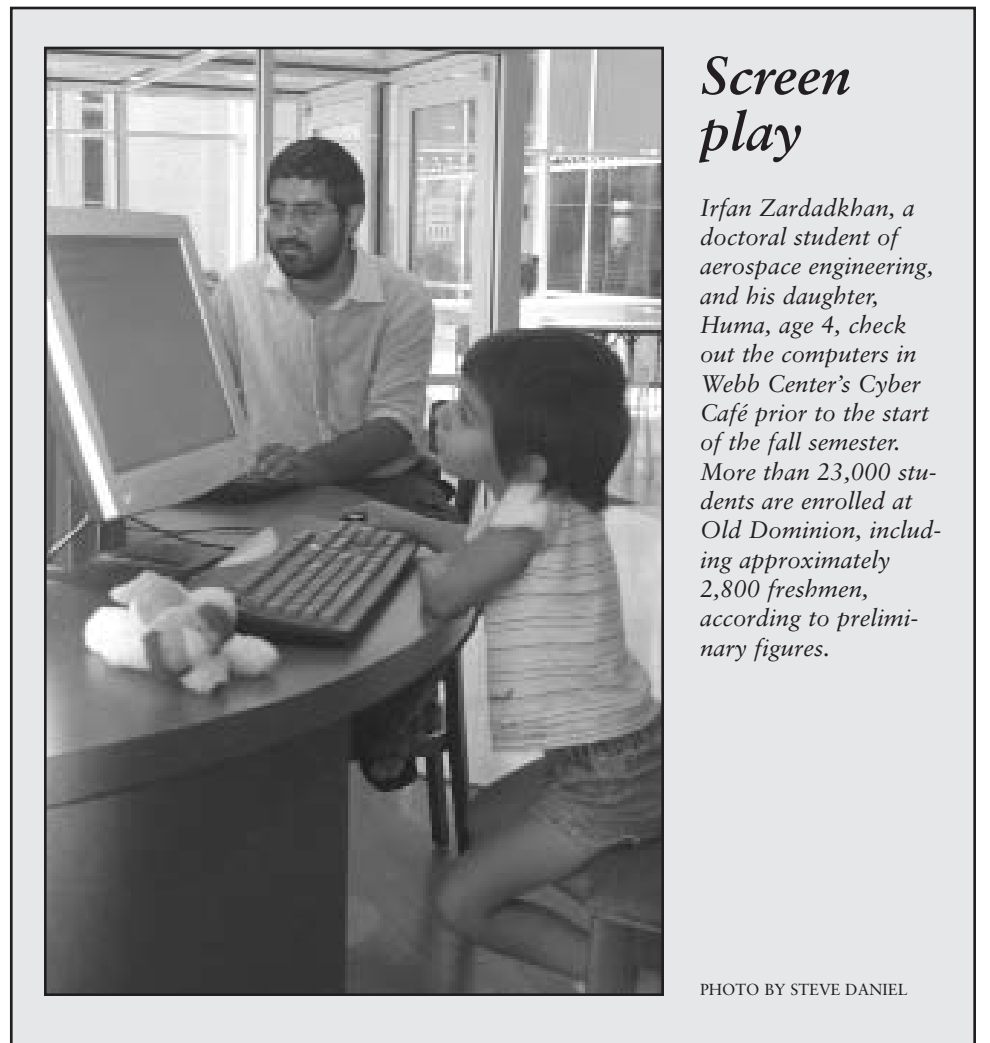 Screen
play
Irfan Zardadkhan, a
doctoral student of
aerospace engineering,
and his daughter,
Huma, age 4, check
out the computers in
Webb Center’s Cyber
Café prior to the start
of the fall semester.
More than 23,000 stu-
dents are enrolled at
Old Dominion, includ-
ing approximately
2,800 freshmen,
according to prelimi-
nary figures.
PHOTO BY STEVE DANIEL